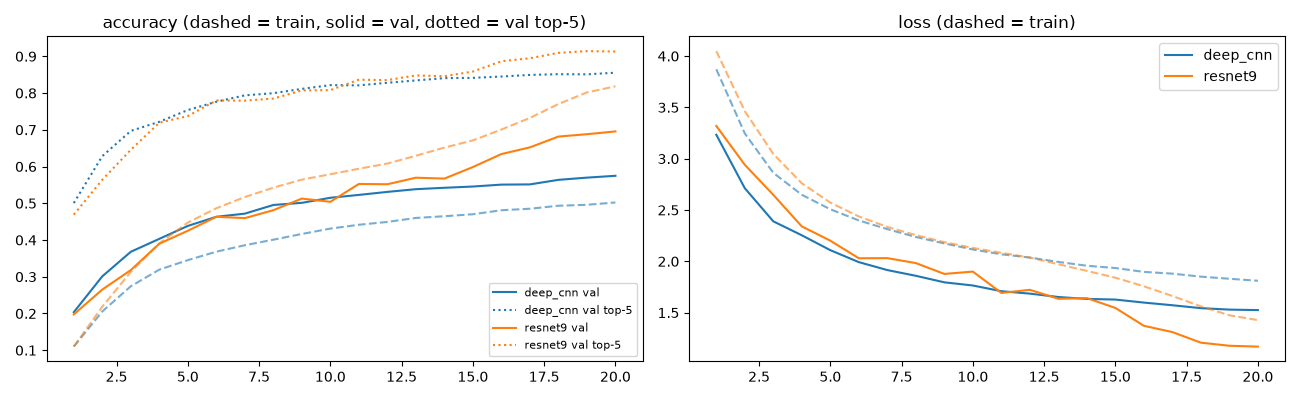 accuracy (dashed = train, solid = val, dotted = val top-5)
0.9
0.8
0.7
0.6
0.5
0.4
0.3
0.2
0.1
2.5 5.0 7.5 10.0 12.5 15.0 17.5 20.0
deep_cnn val
deep_cnn val top-5
resnet9 val
resnet9 val top-5
loss (dashed = train)
4.0
3.5
3.0
2.5
2.0
1.5
2.5 5.0 7.5 10.0 12.5 15.0 17.5 20.0
deep_cnn
resnet9